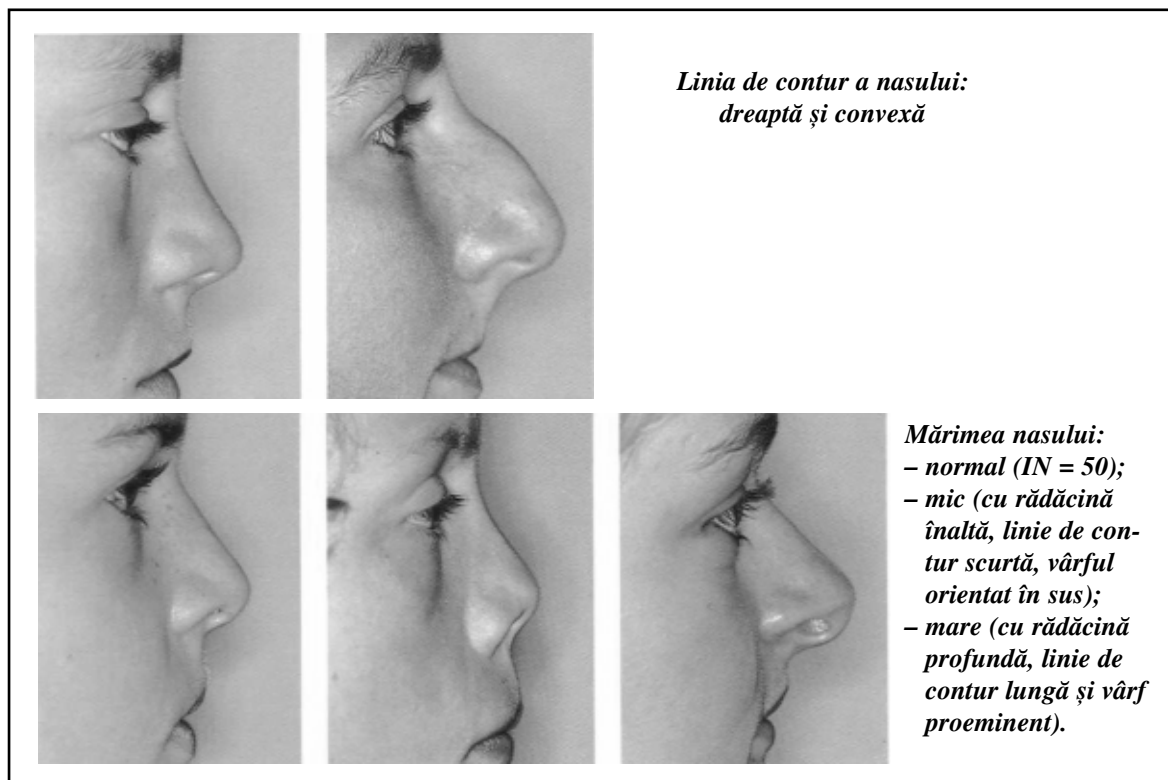 Linia de contur a nasului:
dreaptă și convexă
Mărimea nasului:
– normal (IN = 50);
– mic (cu rădăcină
înaltă, linie de con-
tur scurtă, vârful
orientat în sus);
– mare (cu rădăcină
profundă, linie de
contur lungă și vârf
proeminent).